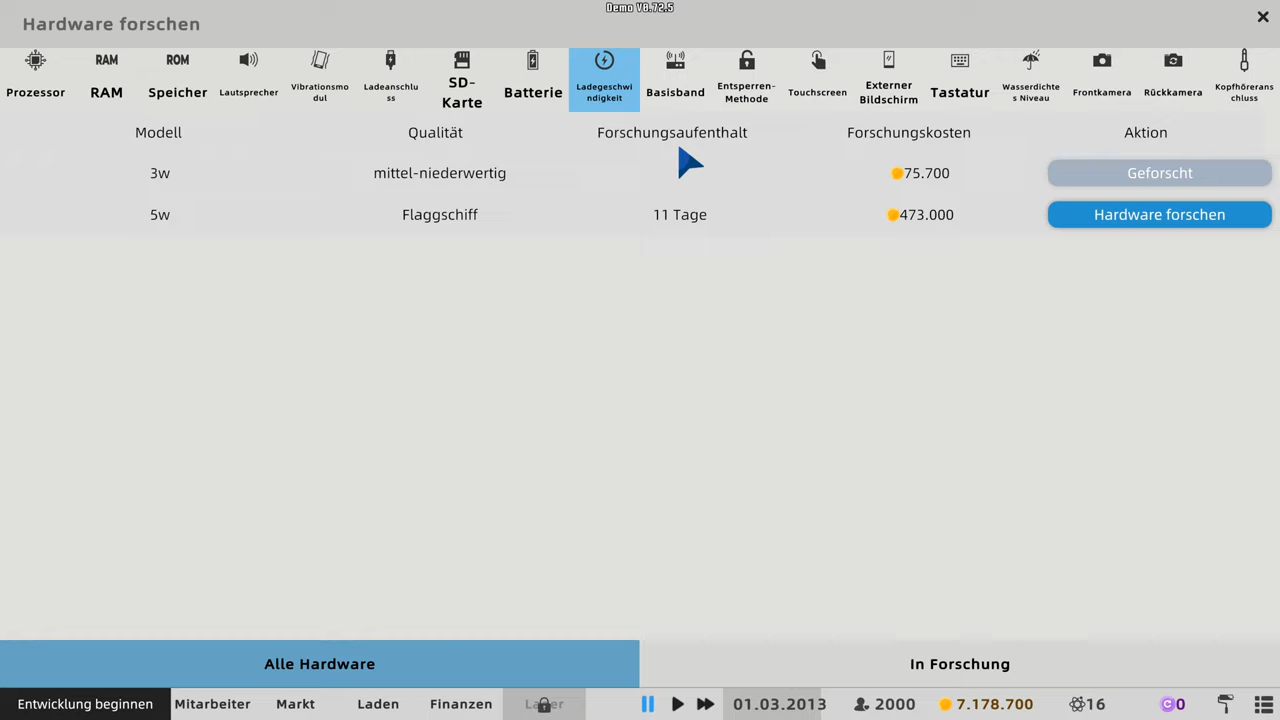 Demo V0.72.5
Hardware forschen
RAM
ROM
Prozessor
RAM
Speicher
Lautsprecher
Vibrationsmo
dul
Ladeanschlu
ss
SD-
Karte
Batterie
Ladegeschwi
ndigkeit
Basisband
Entsperren-
Methode
Touchscreen
Externer
Bildschirm
Tastatur
Wasserdichte
s Niveau
Frontkamera
Rückkamera
Kopfhöreran
schluss
Modell
Qualität
Forschungsaufenthalt
Forschungskosten
Aktion
3w
mittel-niederwertig
75.700
Geforscht
5w
Flaggschiff
11 Tage
473.000
Hardware forschen
Alle Hardware
In Forschung
Entwicklung beginnen
Mitarbeiter
Markt
Laden
Finanzen
01.03.2013
2000
7.178.700
16
0